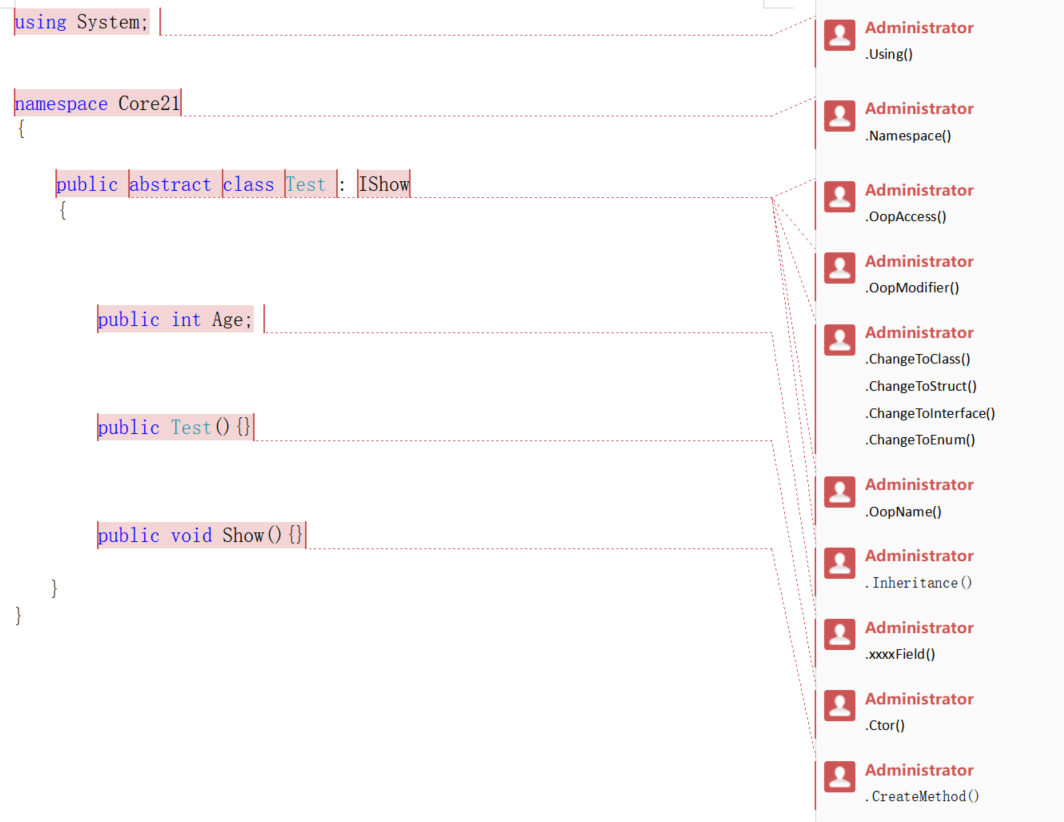 using System;
namespace Core21
{
public abstract class Test : IShow
{
public int Age;
public Test(){}
public void Show(){}
}
}
Administrator
.Using()
Administrator
.Namespace()
Administrator
.OopAccess()
Administrator
.OopModifier()
Administrator
.ChangeToClass()
.ChangeToStruct()
.ChangeToInterface()
.ChangeToEnum()
Administrator
.OopName()
Administrator
.Inheritance()
Administrator
.xxxxField()
Administrator
.Ctor()
Administrator
.CreateMethod()